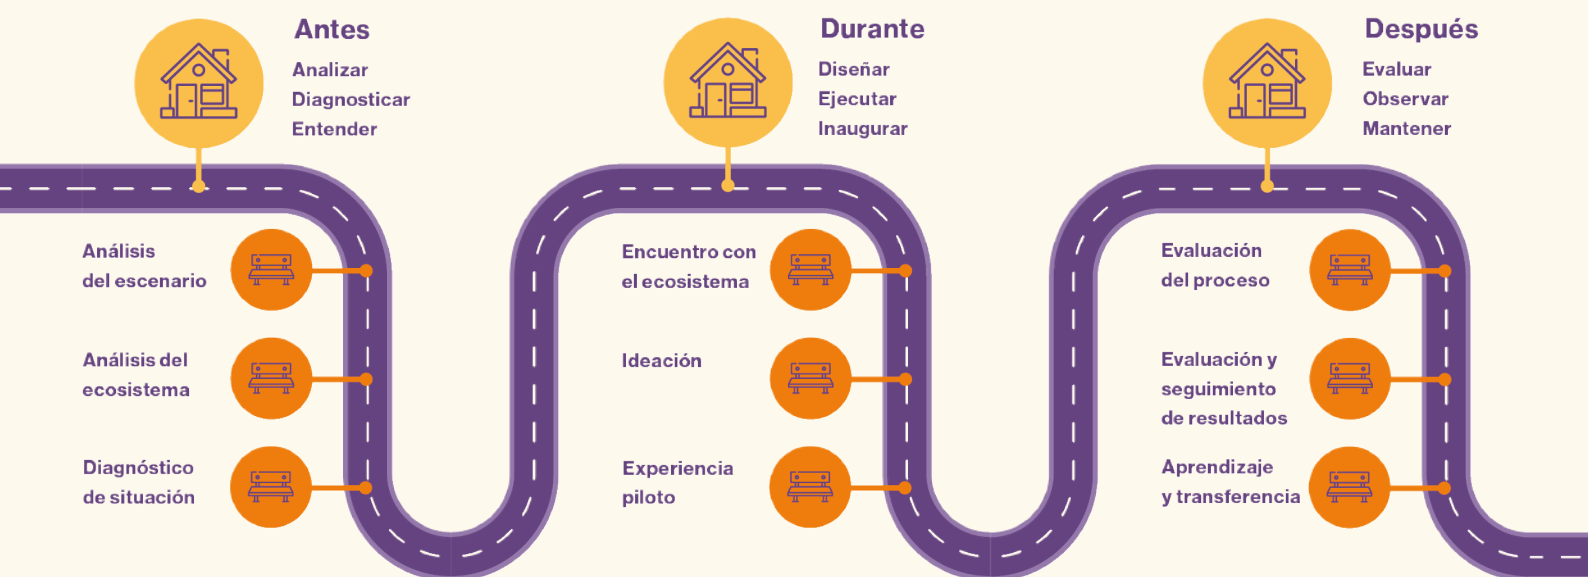 Antes
Analizar
Diagnosticar
Entender
Análisis
del escenario
Análisis del
ecosistema
Diagnóstico
de situación
Durante
Diseñar
Ejecutar
Inaugurar
Encuentro con
el ecosistema
Ideación
Experiencia
piloto
Después
Evaluar
Observar
Mantener
Evaluación
del proceso
Evaluación y
seguimiento
de resultados
Aprendizaje
y transferencia